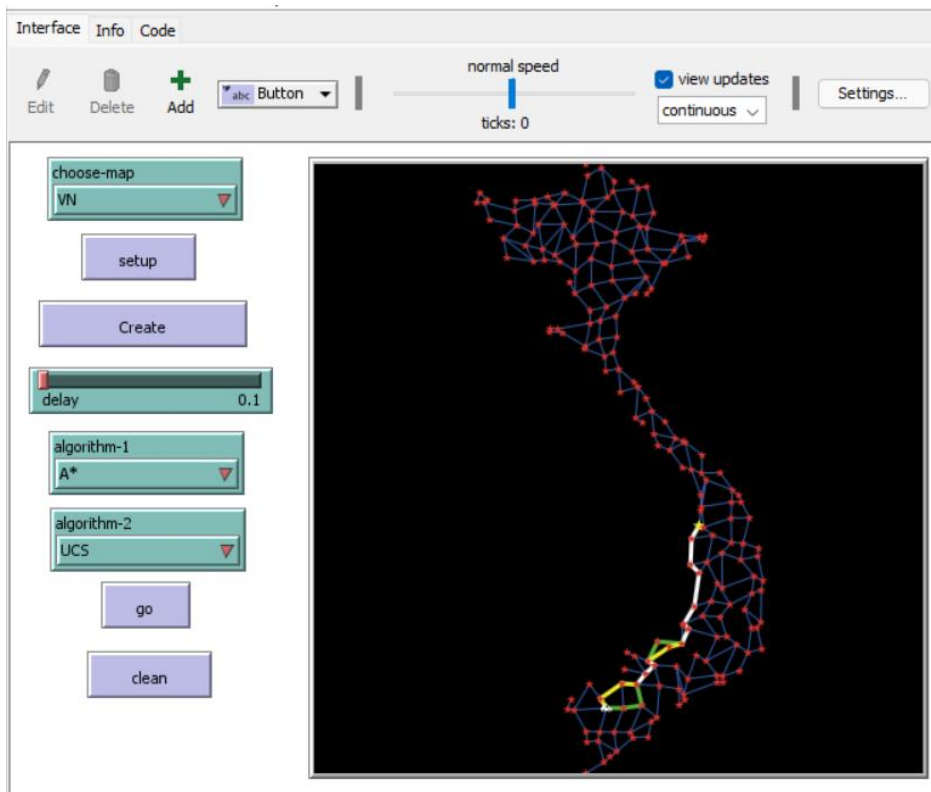 Interface Info Code
Edit
Delete
Add
abc Button
normal speed
ticks: 0
view updates
continuous
Settings...
choose-map
VN
setup
Create
delay 0.1
algorithm-1
A*
algorithm-2
UCS
go
clean